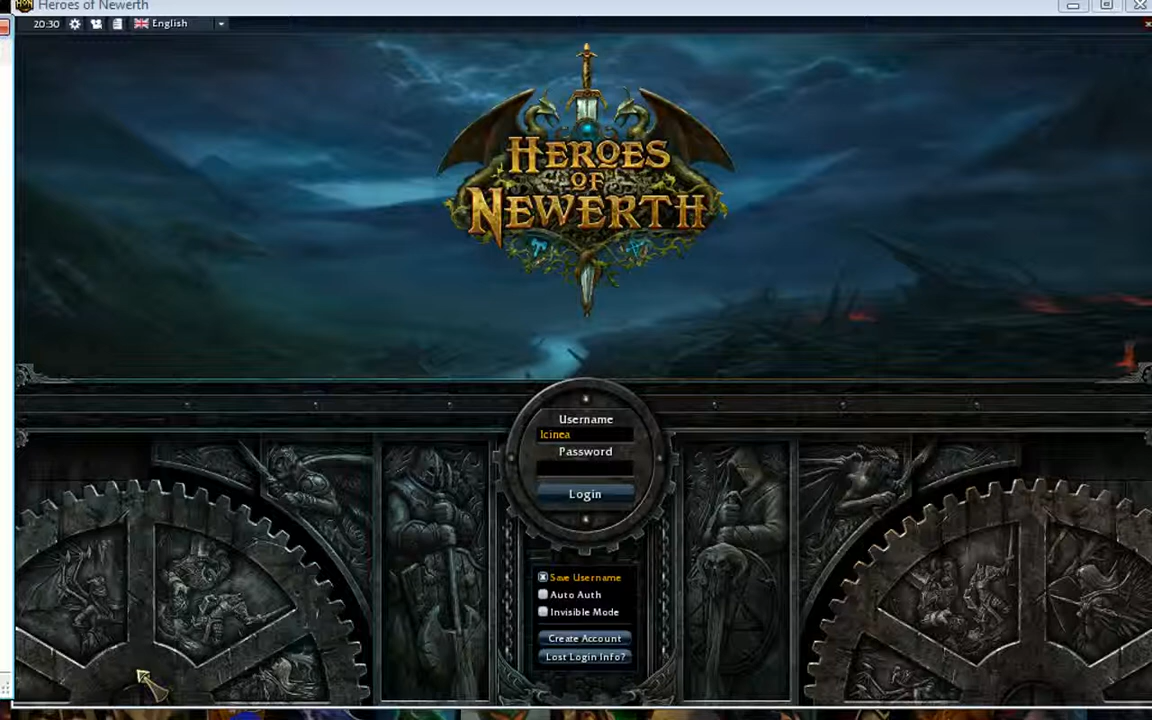 Heroes of Newerth
20:30 English
HEROES
OF
NEWERTH
Username
Icinea
Password
Login
Save Username
Auto Auth
Invisible Mode
Create Account
Lost Login Info?